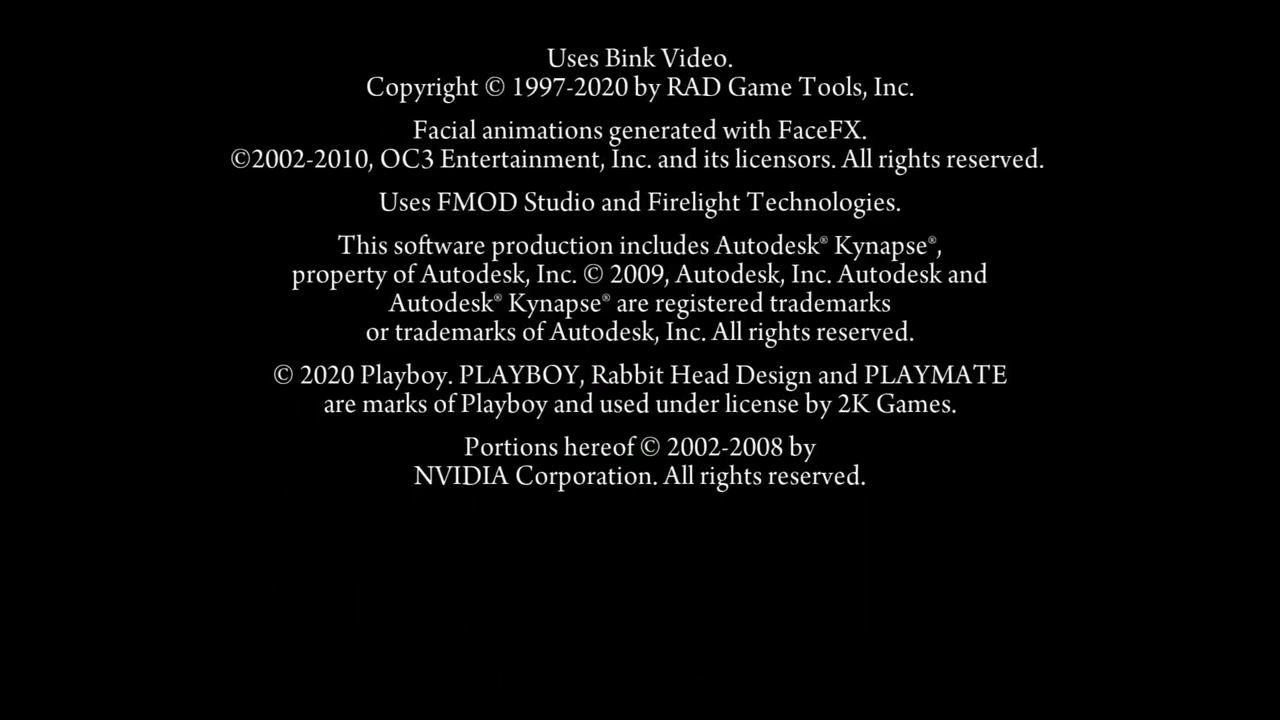 Uses Bink Video.
Copyright © 1997-2020 by RAD Game Tools, Inc.
Facial animations generated with FaceFX.
©2002-2010, OC3 Entertainment, Inc. and its licensors. All rights reserved.
Uses FMOD Studio and Firelight Technologies.
This software production includes Autodesk® Kynapse®,
property of Autodesk, Inc. © 2009, Autodesk, Inc. Autodesk and
Autodesk® Kynapse® are registered trademarks
or trademarks of Autodesk, Inc. All rights reserved.
© 2020 Playboy. PLAYBOY, Rabbit Head Design and PLAYMATE
are marks of Playboy and used under license by 2K Games.
Portions hereof © 2002-2008 by
NVIDIA Corporation. All rights reserved.